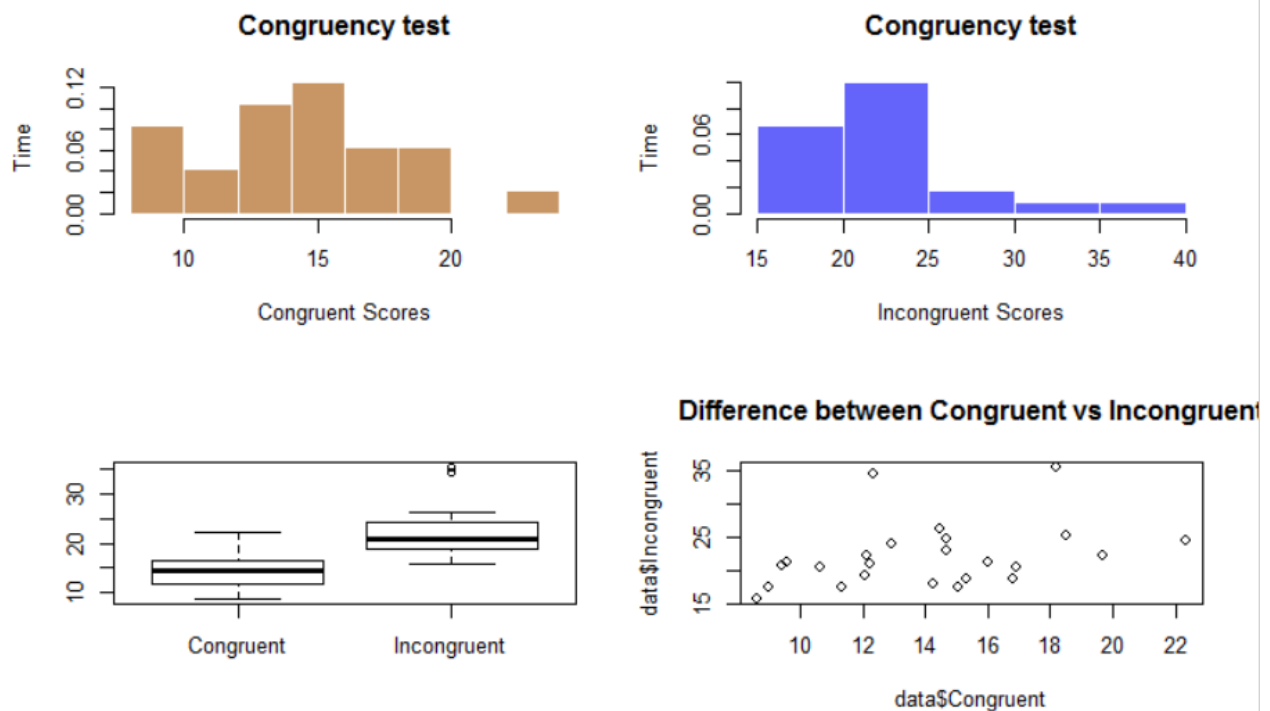 Congruency test
Time
0.00 0.06 0.12
10 15 20
Congruent Scores
Congruency test
Time
0.00 0.06
15 20 25 30 35 40
Incongruent Scores
10 20 30
Congruent Incongruent
Difference between Congruent vs Incongruent
data$Incongruent
15 25 35
10 12 14 16 18 20 22
data$Congruent